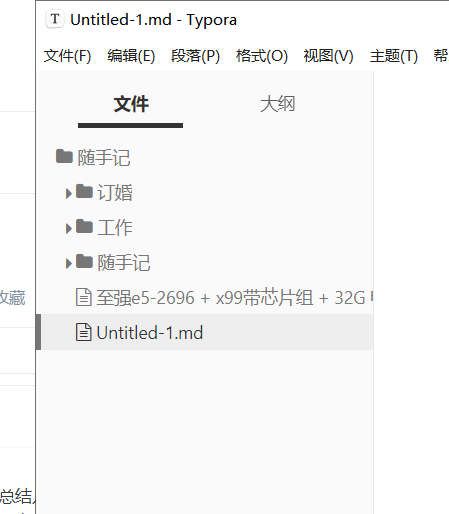 T Untitled-1.md - Typora
文件(F) 编辑(E) 段落(P) 格式(O) 视图(V) 主题(T) 帮
文件 大纲
随手记
订婚
工作
随手记
收藏 至强e5-2696 + x99带芯片组 + 32G
Untitled-1.md
总结